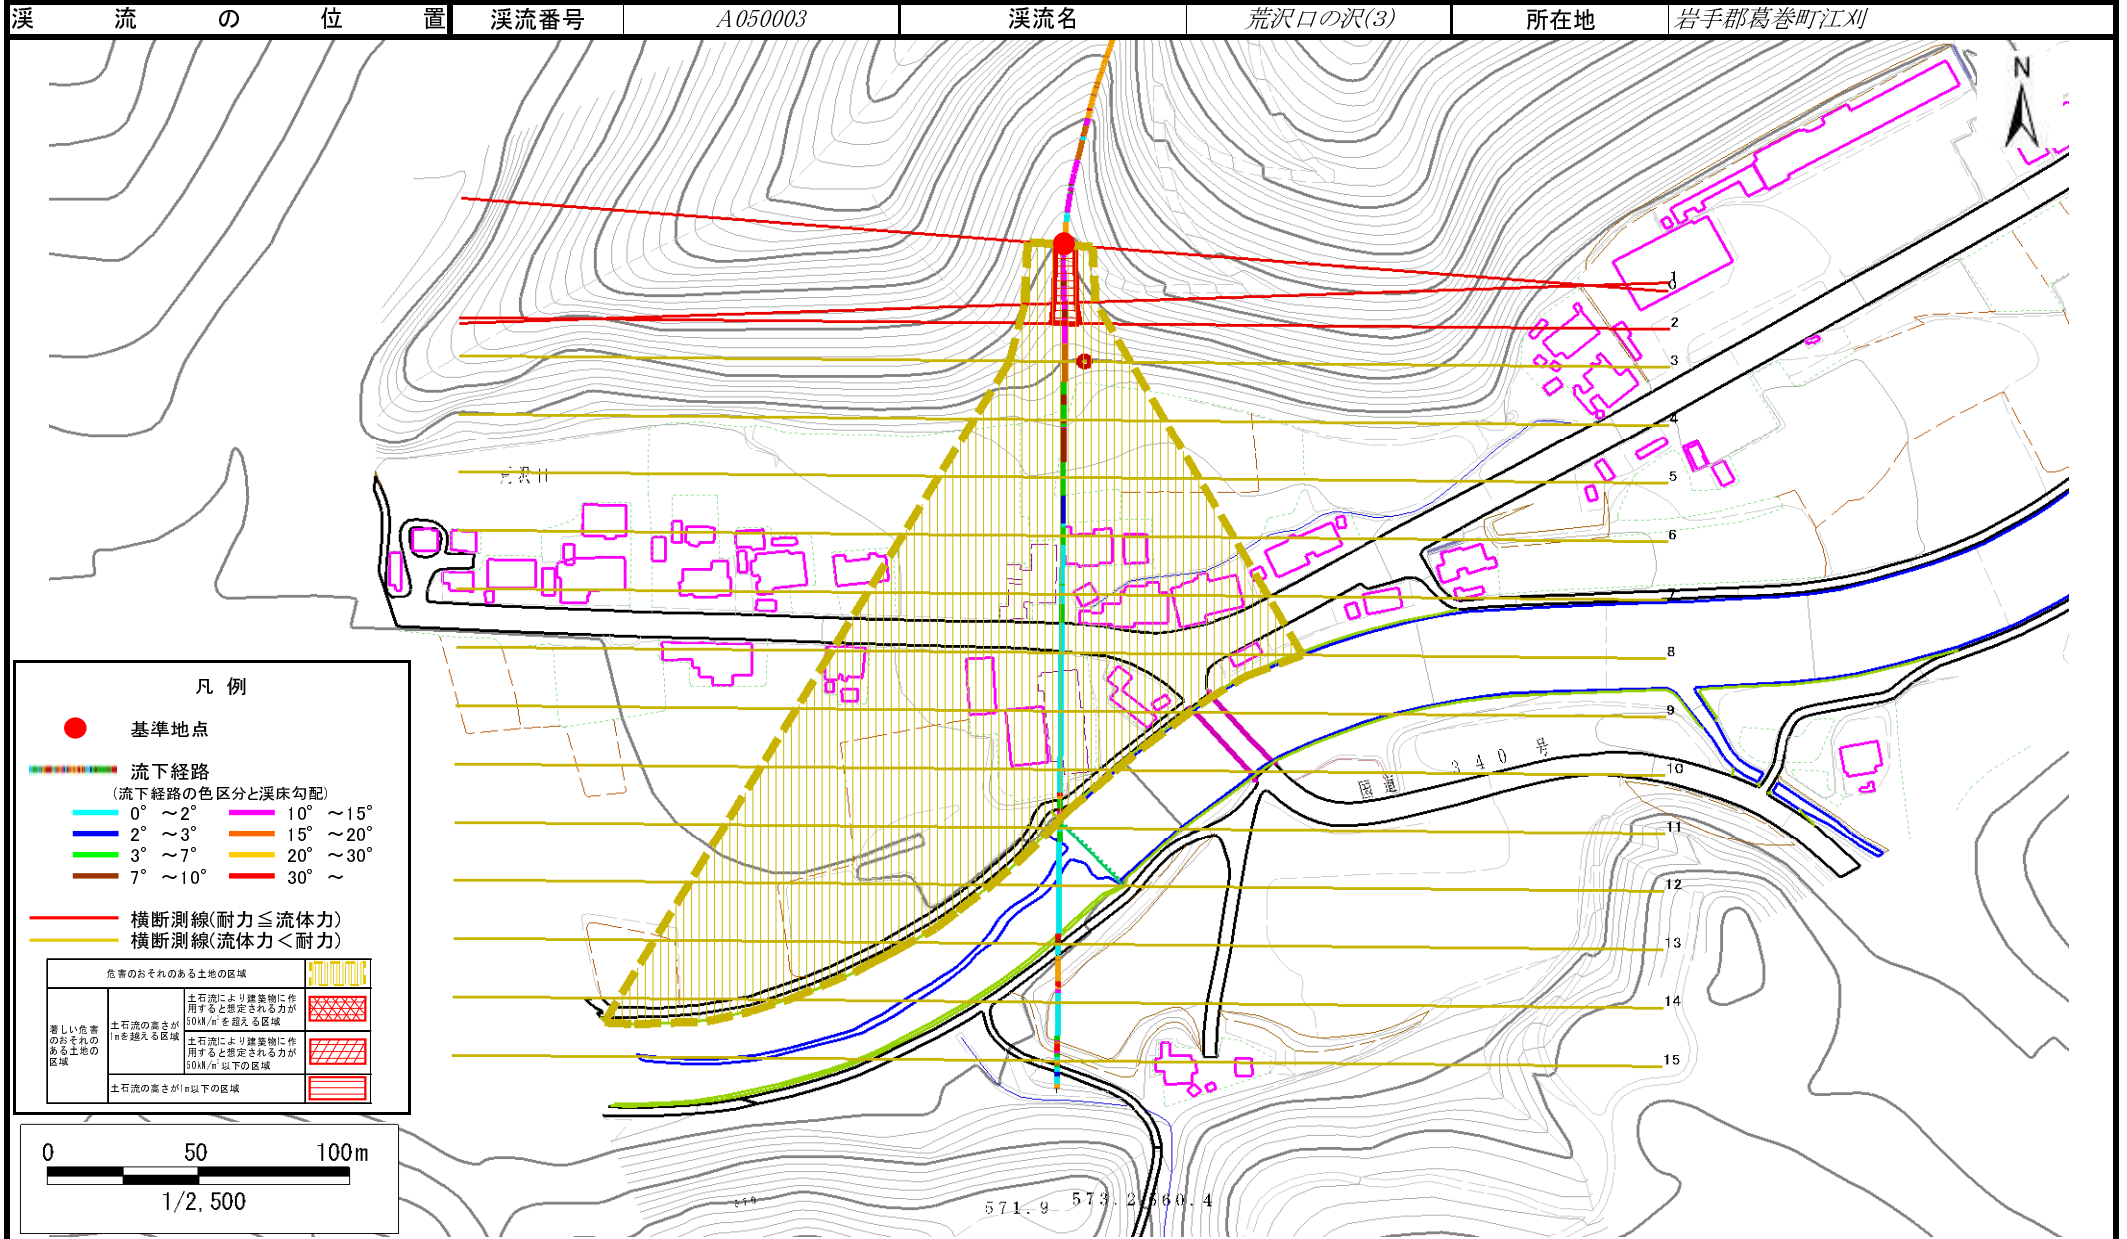 渓流の位置 渓流番号 A050003 渓流名 荒沢口の沢(3) 所在地 岩手郡葛巻町江刈
N
1
0
2
3
4
5
6
7
8
9
10
11
12
13
14
15
国道
340号
凡例
基準地点
流下経路
(流下経路の色区分と渓床勾配)
0° ～2° 10° ～15°
2° ～3° 15° ～20°
3° ～7° 20° ～30°
7° ～10° 30° ～
横断測線(耐力≦流体力)
横断測線(流体力＜耐力)
危害のおそれのある土地の区域
著しい危害
のおそれの
ある土地の
区域
土石流の高さが
1mを越える区域
土石流により建築物に作
用すると想定される力が
50kN/㎡を超える区域
土石流により建築物に作
用すると想定される力が
50kN/㎡以下の区域
土石流の高さが1m以下の区域
0 50 100m
1/2,500
571.9
573.2
560.4